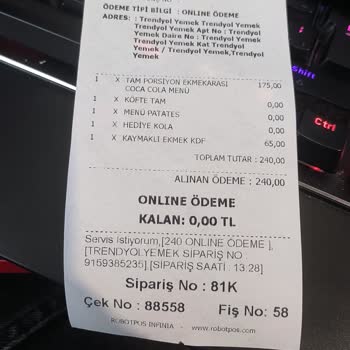 ÖDEME TİPİ BİLGİ : ONLINE ÖDEME
ADRES: : Trendyol Yemek Trendyol
Yemek Trendyol Yemek Trendyol
Yemek Apt No : Trendyol
Yemek Daire No : Trendyol
Yemek Kat Trendyol
Yemek / Trendyol Yemek,Trendyol
Yemek
1 X TAM PORSİYON EKMEKARASI 175,00
COCA COLA MENÜ
1 X KÖFTE TAM 0,00
1 X MENÜ PATATES 0,00
1 X HEDİYE KOLA 0,00
1 X KAYMAKLI EKMEK KDF 65,00
TOPLAM TUTAR : 240,00
ALINAN ÖDEME : 240,00
ONLINE ÖDEME
KALAN: 0,00 TL
Servis İstiyorum,[240 ONLINE ÖDEME ],
[TRENDYOL YEMEK SİPARİŞ NO
9159385235],[SİPARİŞ SAATİ : 13:28]
Sipariş No : 81K
Çek No : 88558 Fiş No: 58
ROBOTPOS INFINIA - www.robotpos.com
Shift
Ctrl